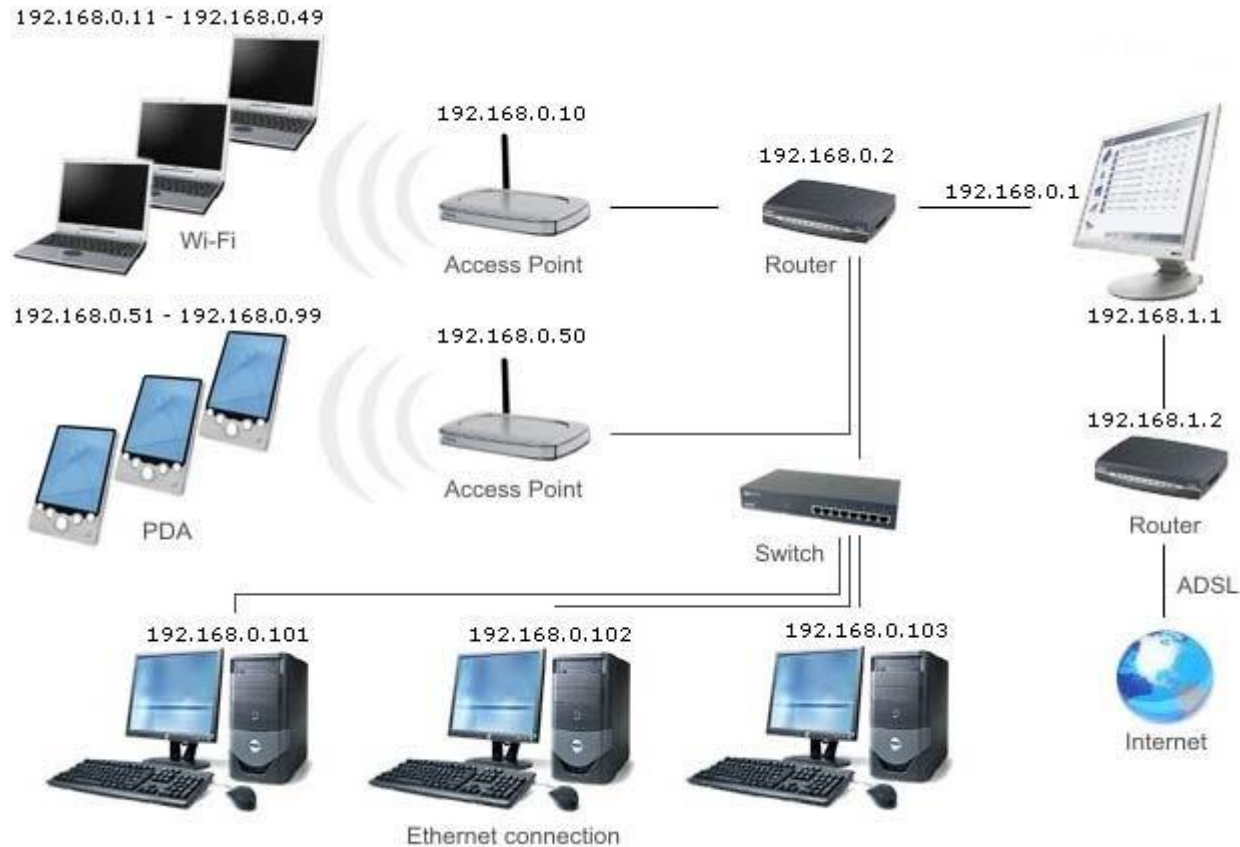 192.168.0.11 - 192.168.0.49
192.168.0.10
192.168.0.2
192.168.0.1
Wi-Fi
Access Point
Router
192.168.1.1
192.168.0.51 - 192.168.0.99
192.168.0.50
192.168.1.2
PDA
Access Point
Switch
Router
ADSL
192.168.0.101
192.168.0.102
192.168.0.103
Internet
Ethernet connection